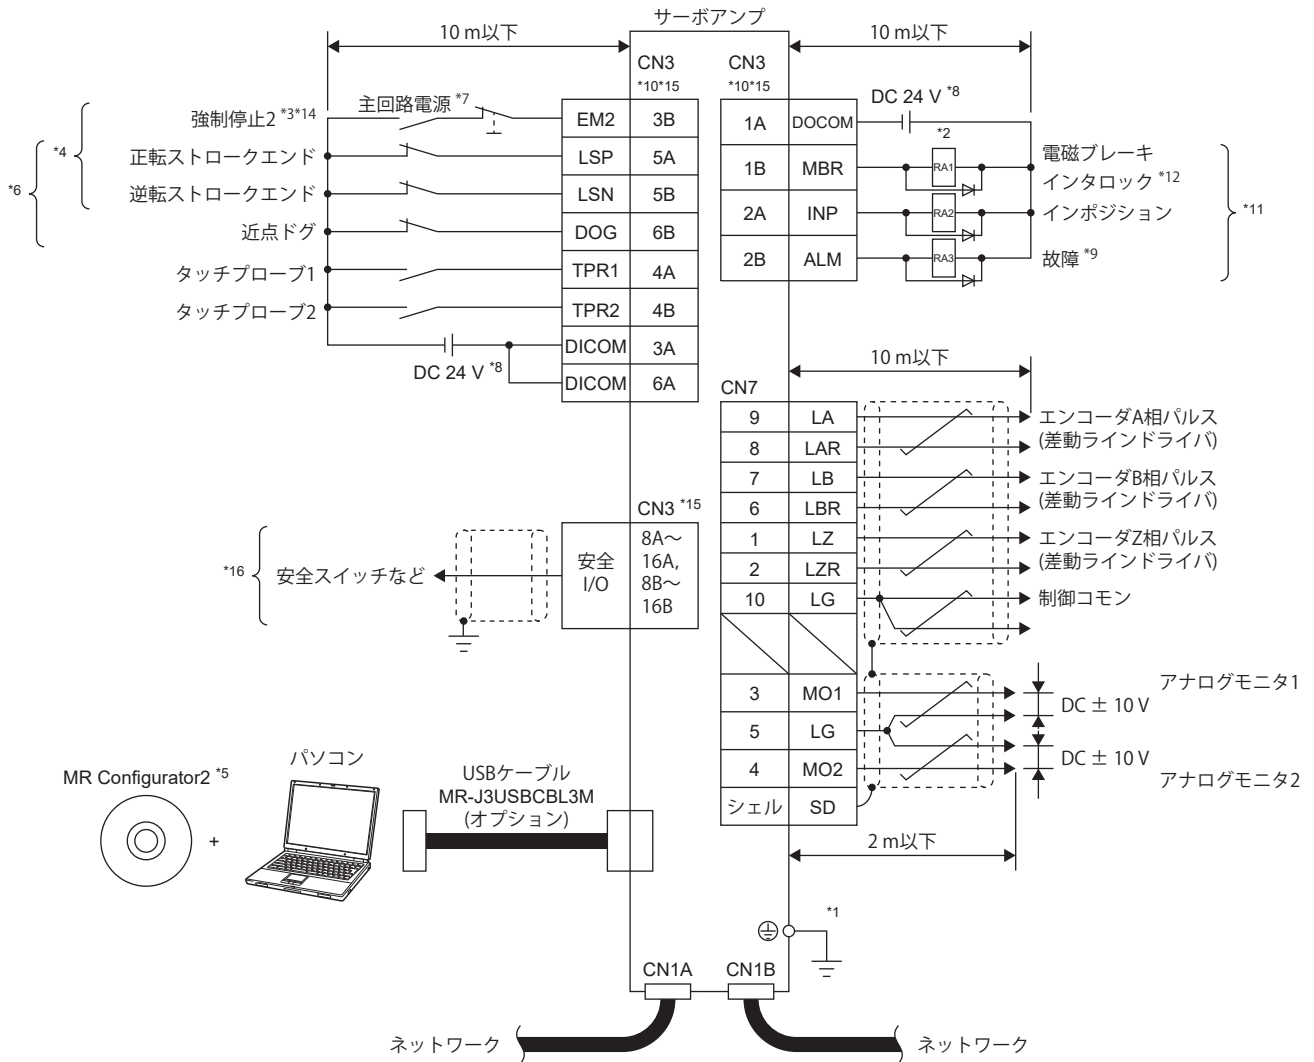 サーボアンプ
10 m以下
10 m以下
CN3
*10*15
CN3
*10*15
強制停止2 *3*14
主回路電源 *7
EM2 3B
正転ストロークエンド
LSP 5A
逆転ストロークエンド
LSN 5B
近点ドグ
DOG 6B
タッチプローブ1
TPR1 4A
タッチプローブ2
TPR2 4B
DICOM 3A
DC 24 V *8
DICOM 6A
*4
*6
DC 24 V *8
1A DOCOM
*2
1B MBR
RA1
電磁ブレーキ
インタロック *12
2A INP
RA2
インポジション
2B ALM
RA3
故障 *9
*11
10 m以下
CN7
9 LA
エンコーダA相パルス
8 LAR
(差動ラインドライバ)
7 LB
エンコーダB相パルス
6 LBR
(差動ラインドライバ)
1 LZ
エンコーダZ相パルス
2 LZR
(差動ラインドライバ)
10 LG
制御コモン
3 MO1
アナログモニタ1
DC ± 10 V
5 LG
DC ± 10 V
4 MO2
アナログモニタ2
シェル SD
2 m以下
CN3 *15
*16
安全スイッチなど
安全
I/O
8A～
16A,
8B～
16B
MR Configurator2 *5
+
パソコン
USBケーブル
MR-J3USBCBL3M
(オプション)
*1
CN1A
CN1B
ネットワーク
ネットワーク